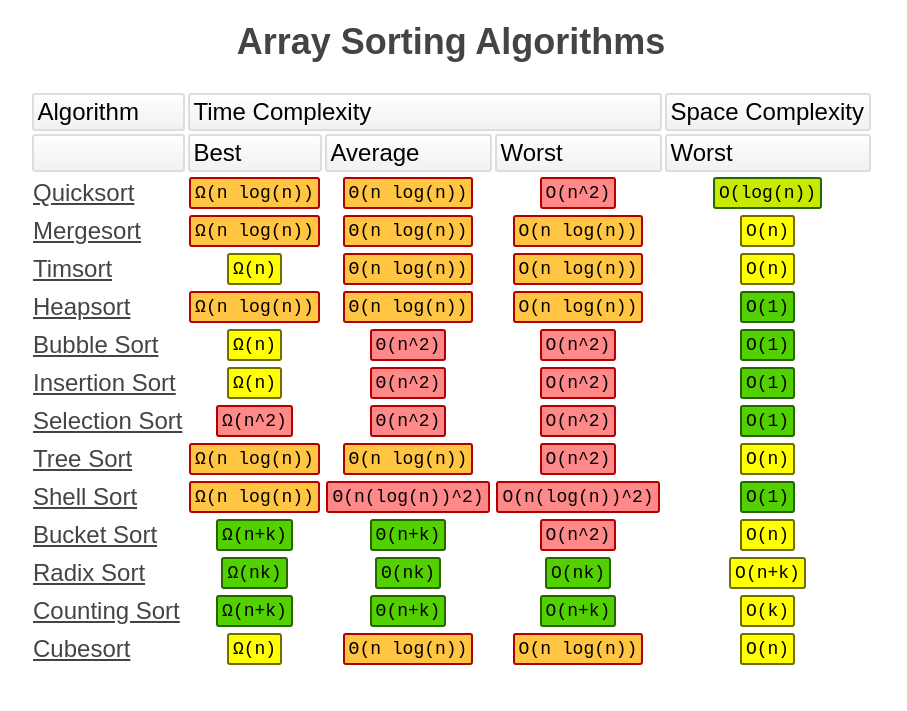 Array Sorting Algorithms
Algorithm Time Complexity Space Complexity
Best Average Worst Worst
Quicksort Ω(n log(n)) Θ(n log(n)) O(n^2) O(log(n))
Mergesort Ω(n log(n)) Θ(n log(n)) O(n log(n)) O(n)
Timsort Ω(n) Θ(n log(n)) O(n log(n)) O(n)
Heapsort Ω(n log(n)) Θ(n log(n)) O(n log(n)) O(1)
Bubble Sort Ω(n) Θ(n^2) O(n^2) O(1)
Insertion Sort Ω(n) Θ(n^2) O(n^2) O(1)
Selection Sort Ω(n^2) Θ(n^2) O(n^2) O(1)
Tree Sort Ω(n log(n)) Θ(n log(n)) O(n^2) O(n)
Shell Sort Ω(n log(n)) Θ(n(log(n))^2) O(n(log(n))^2) O(1)
Bucket Sort Ω(n+k) Θ(n+k) O(n^2) O(n)
Radix Sort Ω(nk) Θ(nk) O(nk) O(n+k)
Counting Sort Ω(n+k) Θ(n+k) O(n+k) O(k)
Cubesort Ω(n) Θ(n log(n)) O(n log(n)) O(n)